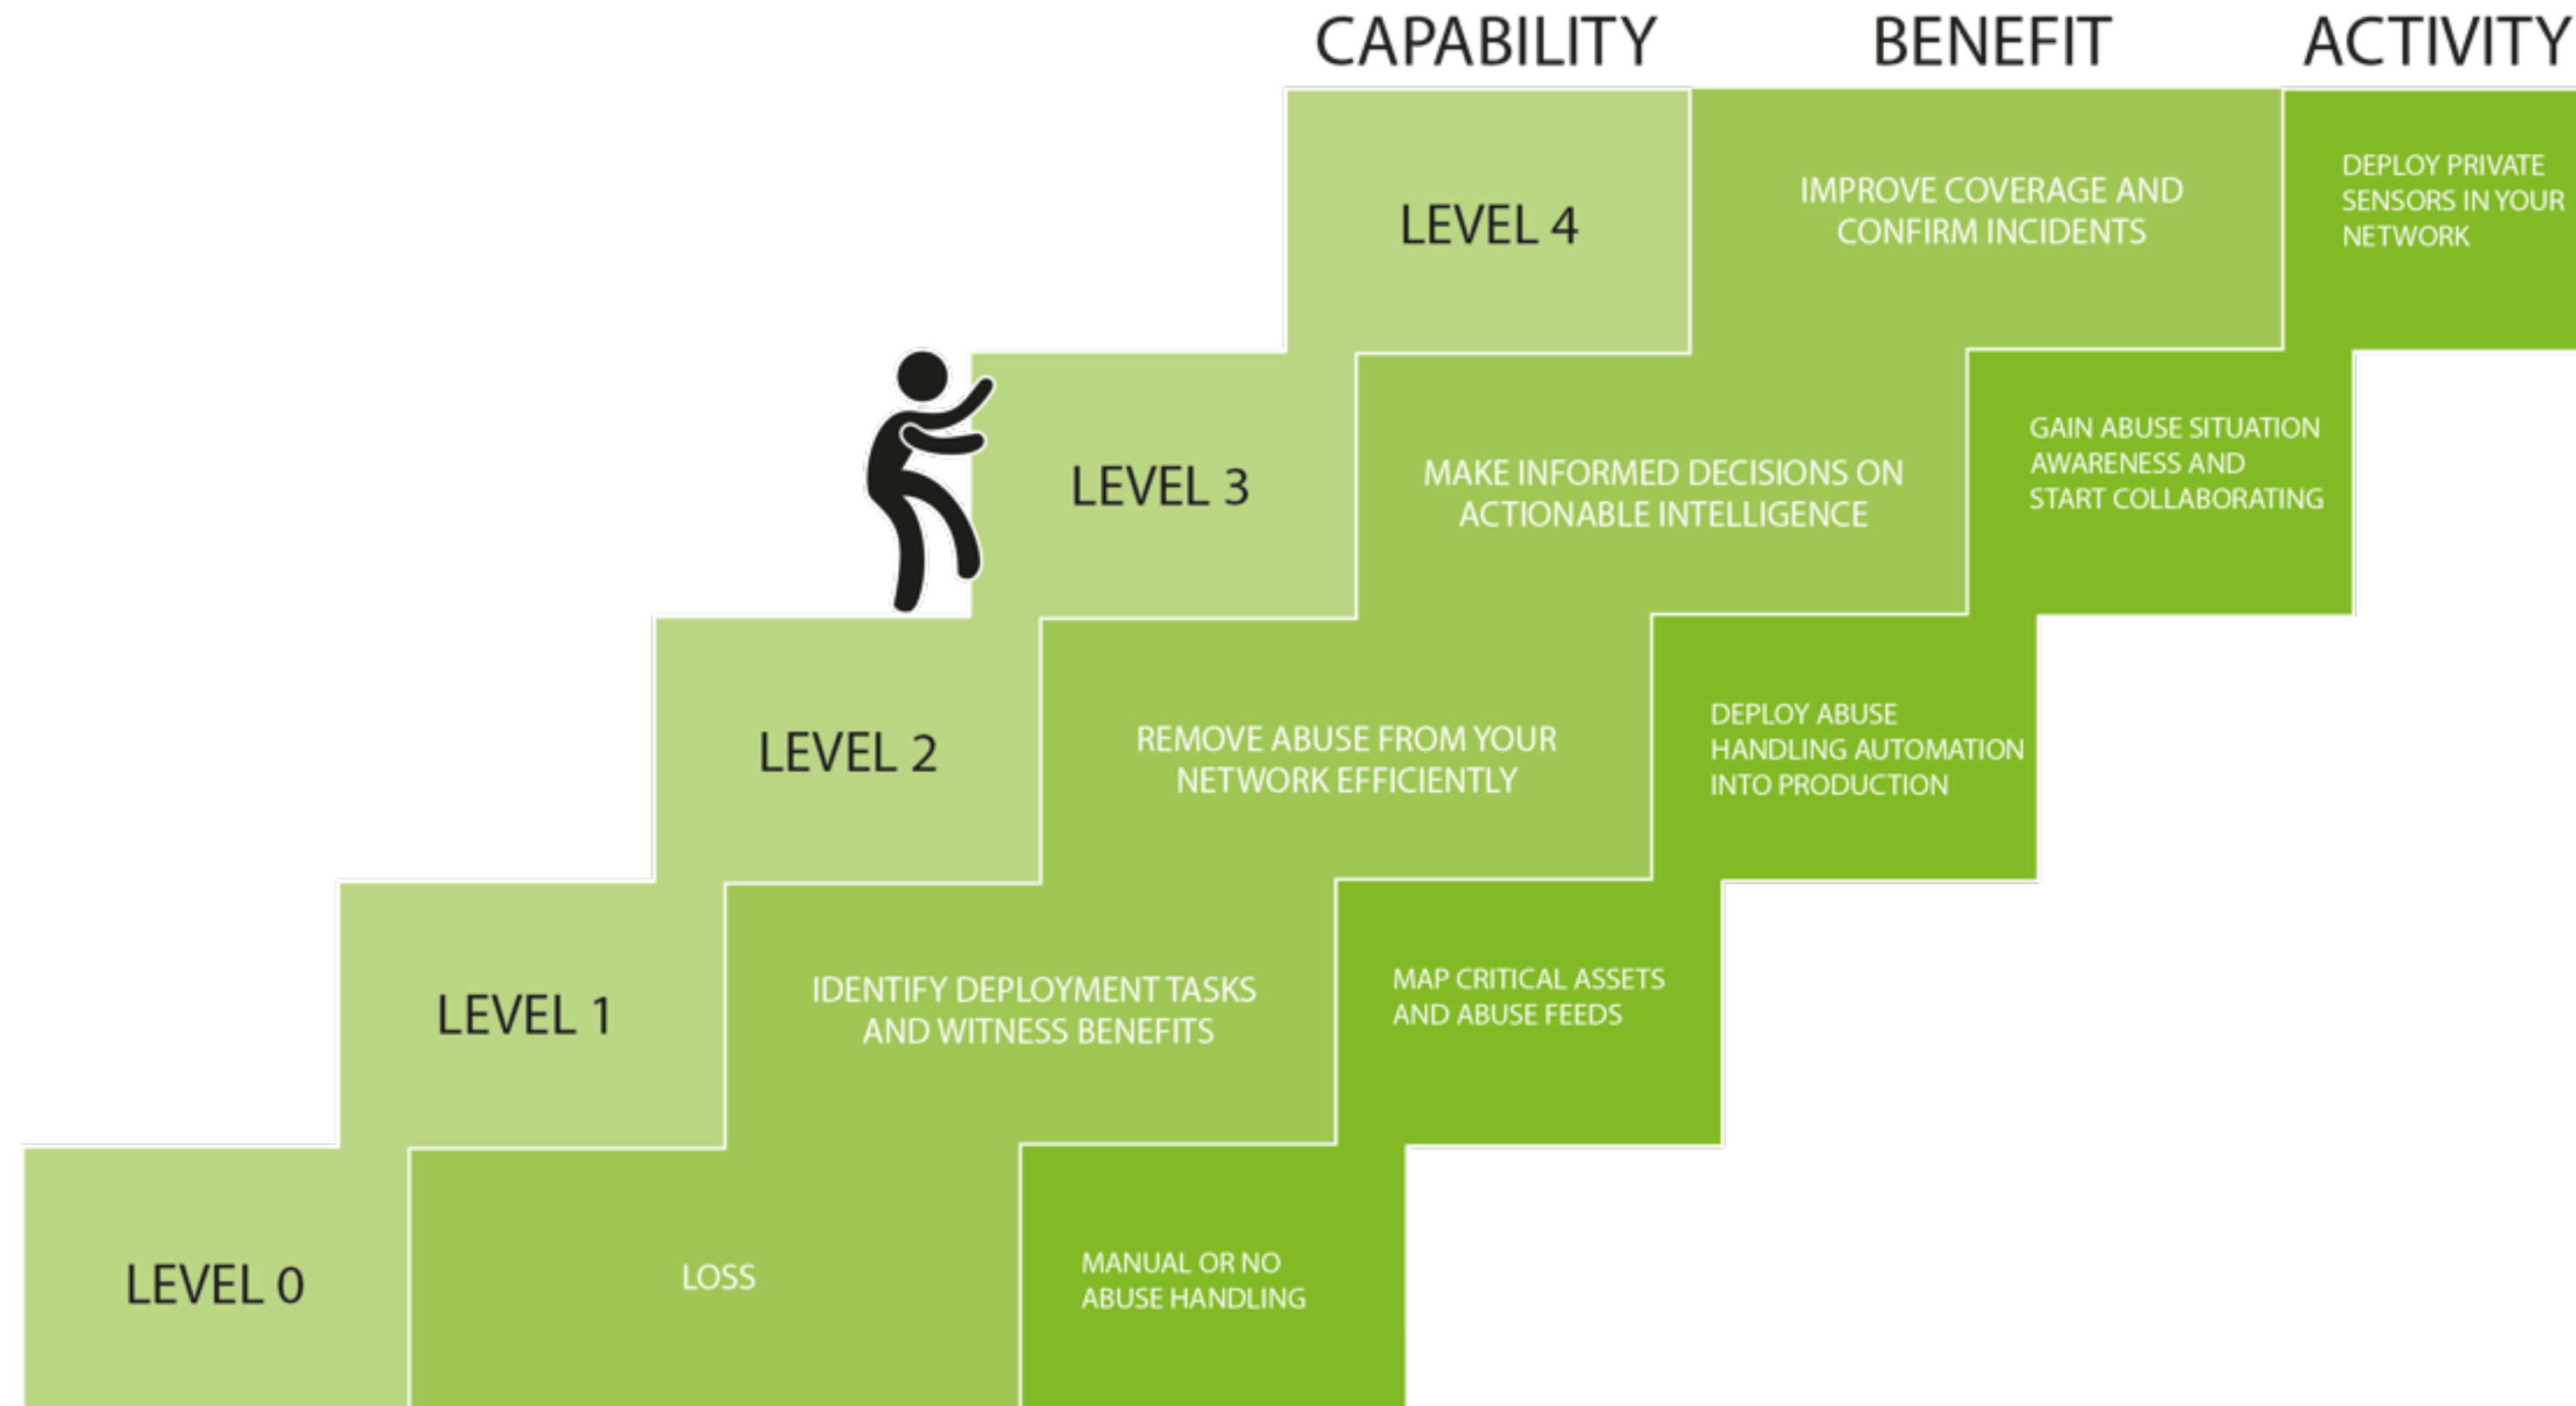 CAPABILITY BENEFIT ACTIVITY
LEVEL 4
IMPROVE COVERAGE AND
CONFIRM INCIDENTS
DEPLOY PRIVATE
SENSORS IN YOUR
NETWORK
LEVEL 3
MAKE INFORMED DECISIONS ON
ACTIONABLE INTELLIGENCE
GAIN ABUSE SITUATION
AWARENESS AND
START COLLABORATING
LEVEL 2
REMOVE ABUSE FROM YOUR
NETWORK EFFICIENTLY
DEPLOY ABUSE
HANDLING AUTOMATION
INTO PRODUCTION
LEVEL 1
IDENTIFY DEPLOYMENT TASKS
AND WITNESS BENEFITS
MAP CRITICAL ASSETS
AND ABUSE FEEDS
LEVEL 0
LOSS
MANUAL OR NO
ABUSE HANDLING